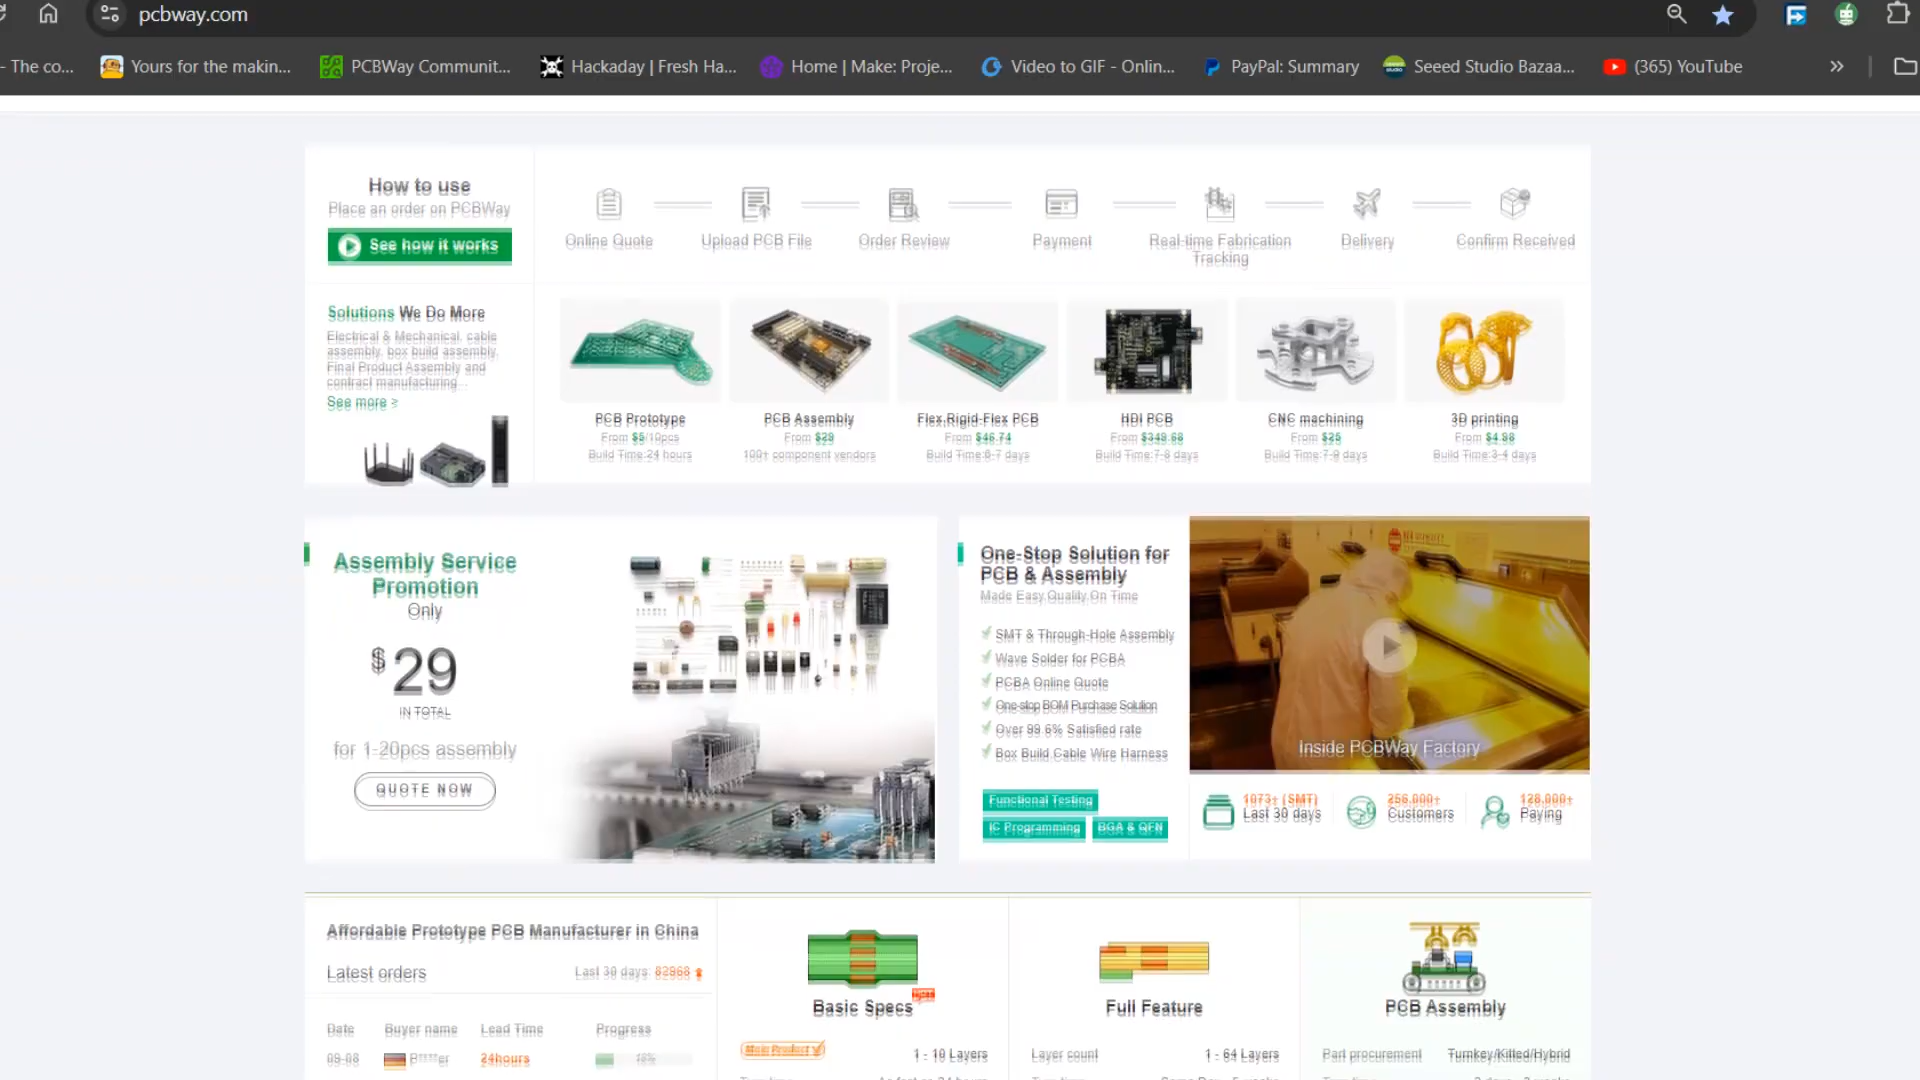 pcbway.com
- The co...
Yours for the makin...
PCBWay Communit...
Hackaday | Fresh Ha...
Home | Make: Proje...
Video to GIF - Onlin...
PayPal: Summary
Seeed Studio Bazaa...
(365) YouTube
How to use
Place an order on PCBWay
See how it works
Online Quote
Upload PCB File
Order Review
Payment
Real-time Fabrication
Tracking
Delivery
Confirm Received
Solutions We Do More
Electrical & Mechanical, cable
assembly, box build assembly,
Final Product Assembly and
contract manufacturing...
See more >
PCB Prototype
From $5/10pcs
Build Time:24 hours
PCB Assembly
From $29
100+ component vendors
Flex,Rigid-Flex PCB
From $46.74
Build Time:6-7 days
HDI PCB
From $349.68
Build Time:7-8 days
CNC machining
From $25
Build Time:7-9 days
3D printing
From $4.98
Build Time:3-4 days
Assembly Service
Promotion
Only
$29
IN TOTAL
for 1-20pcs assembly
QUOTE NOW
One-Stop Solution for
PCB & Assembly
Made Easy,Quality,On Time
SMT & Through-Hole Assembly
Wave Solder for PCBA
PCBA Online Quote
One-stop BOM Purchase Solution
Over 99.6% Satisfied rate
Box Build,Cable Wire Harness
Functional Testing
IC Programming
BGA & QFN
Inside PCBWay Factory
1073+ (SMT)
Last 30 days
256,000+
Customers
128,000+
Paying
Affordable Prototype PCB Manufacturer in China
Latest orders
Last 30 days:
Date
Buyer name
Lead Time
Progress
09-08
B****er
24hours
Basic Specs
1 - 10 Layers
Full Feature
Layer count
1 - 64 Layers
PCB Assembly
Part procurement
Turnkey/Kitted/Hybrid